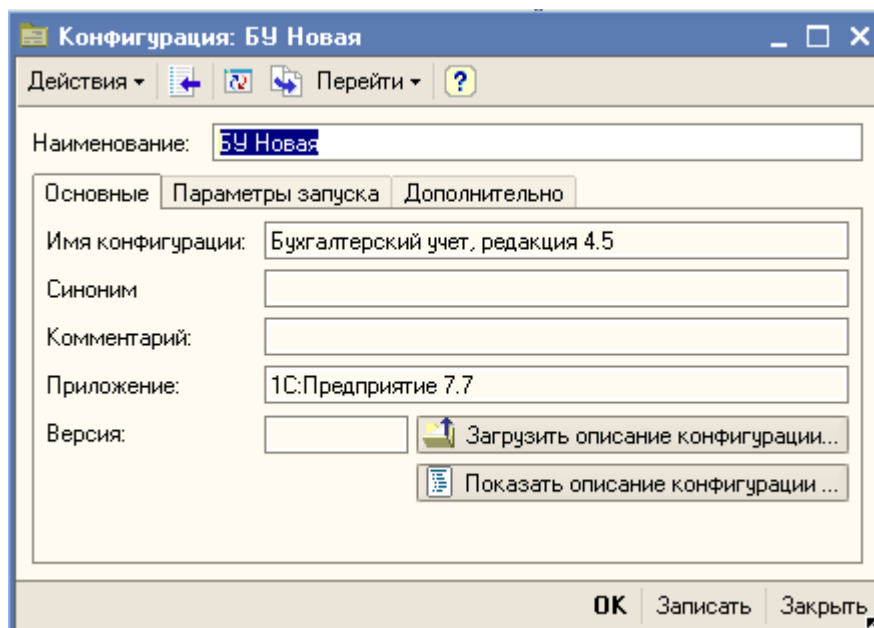 Конфигурация: БУ Новая
Действия Перейти ?
Наименование: БУ Новая
Основные Параметры запуска Дополнительно
Имя конфигурации: Бухгалтерский учет, редакция 4.5
Синоним
Комментарий:
Приложение: 1С:Предприятие 7.7
Версия: Загрузить описание конфигурации...
Показать описание конфигурации ...
OK Записать Закрыть